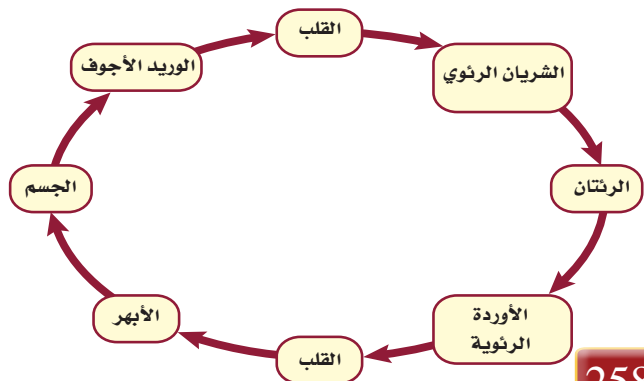 القلب
الشريان الرئوي
الرئتان
الأوردة
الرئوية
القلب
الأبهر
الجسم
الوريد الأجوف
258